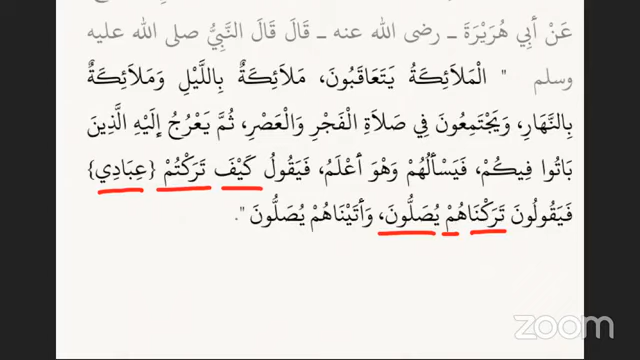 عَنْ أَبِي هُرَيْرَةَ ـ رضى الله عنه ـ قَالَ قَالَ النَّبِيُّ صلى الله عليه
وسلم ‏"‏ الْمَلاَئِكَةُ يَتَعَاقَبُونَ، مَلاَئِكَةٌ بِاللَّيْلِ وَمَلاَئِكَةٌ
بِالنَّهَارِ، وَيَجْتَمِعُونَ فِي صَلاَةِ الْفَجْرِ وَالْعَصْرِ، ثُمَّ يَعْرُجُ إِلَيْهِ الَّذِينَ
بَاتُوا فِيكُمْ، فَيَسْأَلُهُمْ وَهْوَ أَعْلَمُ، فَيَقُولُ كَيْفَ تَرَكْتُمْ {عِبَادِي}
فَيَقُولُونَ تَرَكْنَاهُمْ يُصَلُّونَ، وَأَتَيْنَاهُمْ يُصَلُّونَ ‏"‏‏.‏
zoom